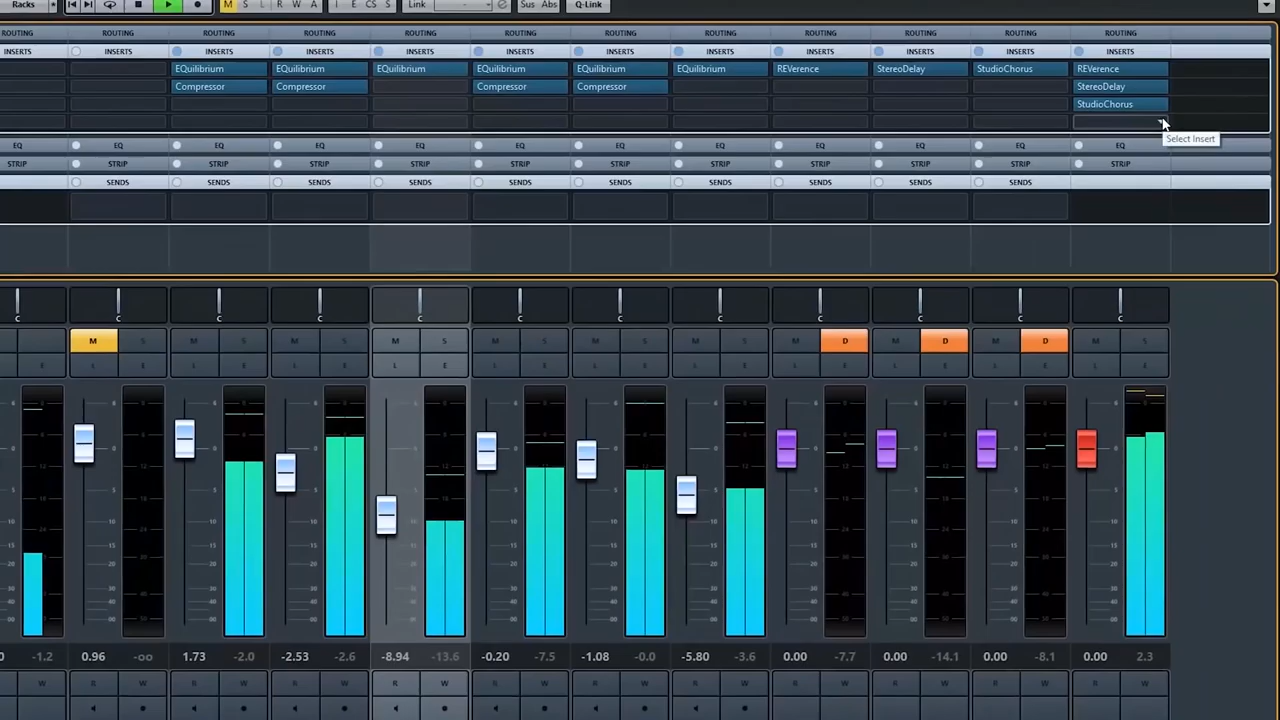 Racks M S L R W A I E CS S Link - Sus Abs Q-Link
ROUTING ROUTING ROUTING ROUTING ROUTING ROUTING ROUTING ROUTING ROUTING ROUTING ROUTING ROUTING
INSERTS INSERTS INSERTS INSERTS INSERTS INSERTS INSERTS INSERTS INSERTS INSERTS INSERTS INSERTS
EQuilibrium EQuilibrium EQuilibrium EQuilibrium EQuilibrium EQuilibrium REVerence StereoDelay StudioChorus REVerence
Compressor Compressor Compressor Compressor StereoDelay
StudioChorus
Select Insert
EQ EQ EQ EQ EQ EQ EQ EQ EQ EQ EQ EQ
STRIP STRIP STRIP STRIP STRIP STRIP STRIP STRIP STRIP STRIP STRIP STRIP
SENDS SENDS SENDS SENDS SENDS SENDS SENDS SENDS SENDS SENDS SENDS
C C C C C C C C C C C C
M S M S M S M S M S M S M S M D M D M D M S
E L E L E L E L E L E L E L E L E L E L E L E
0 -1.2 0.96 -oo 1.73 -2.0 -2.53 -2.6 -8.94 -13.6 -0.20 -7.5 -1.08 -0.0 -5.80 -3.6 0.00 -7.7 0.00 -14.1 0.00 -8.1 0.00 2.3
W R W R W R W R W R W R W R W R W R W R W R W